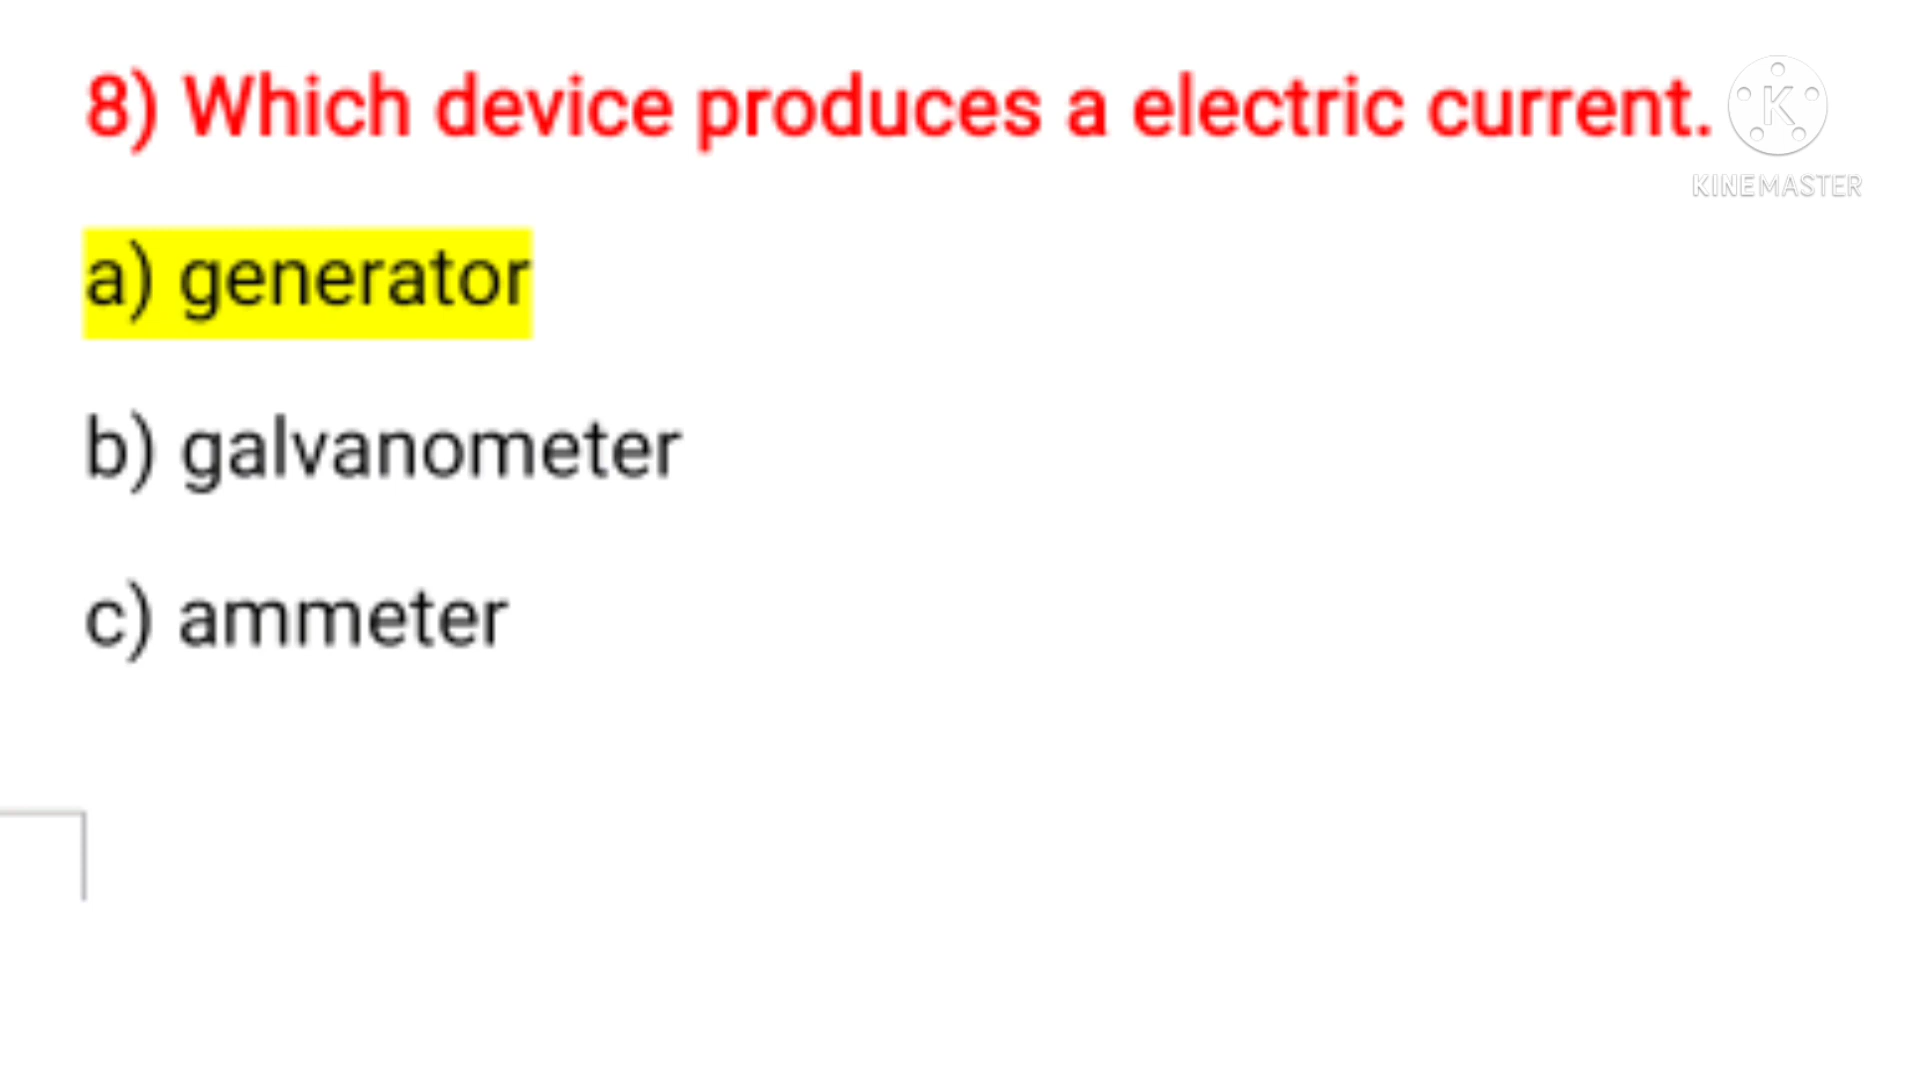 8) Which device produces a electric current.
K
KINEMASTER
a) generator
b) galvanometer
c) ammeter